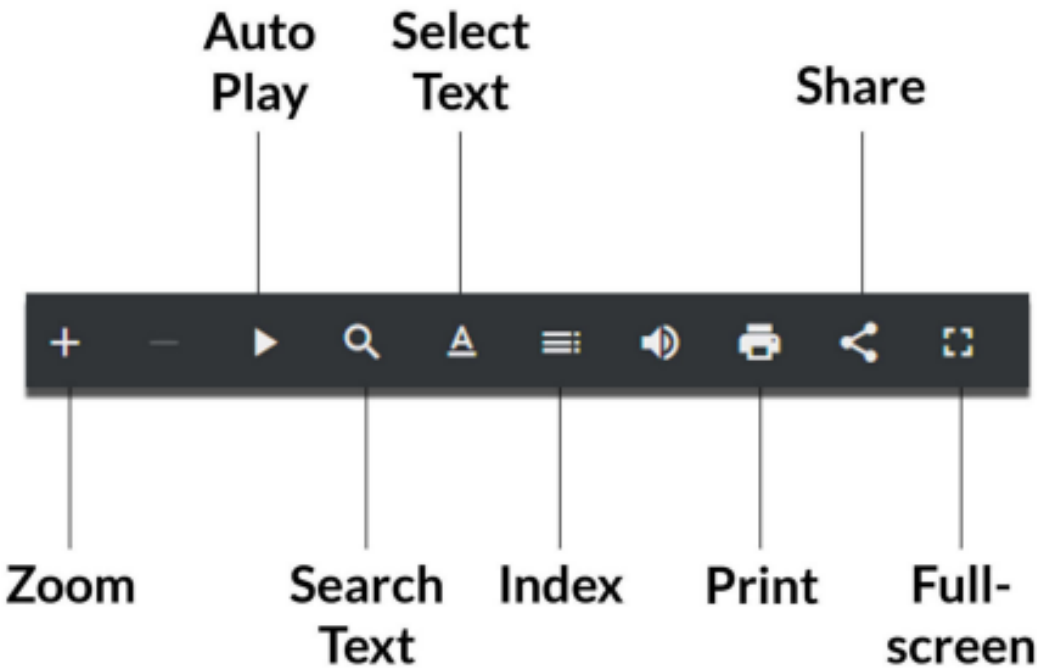 Auto
Play
Select
Text
Share
A
Zoom
Search
Text
Index
Print
Full-
screen